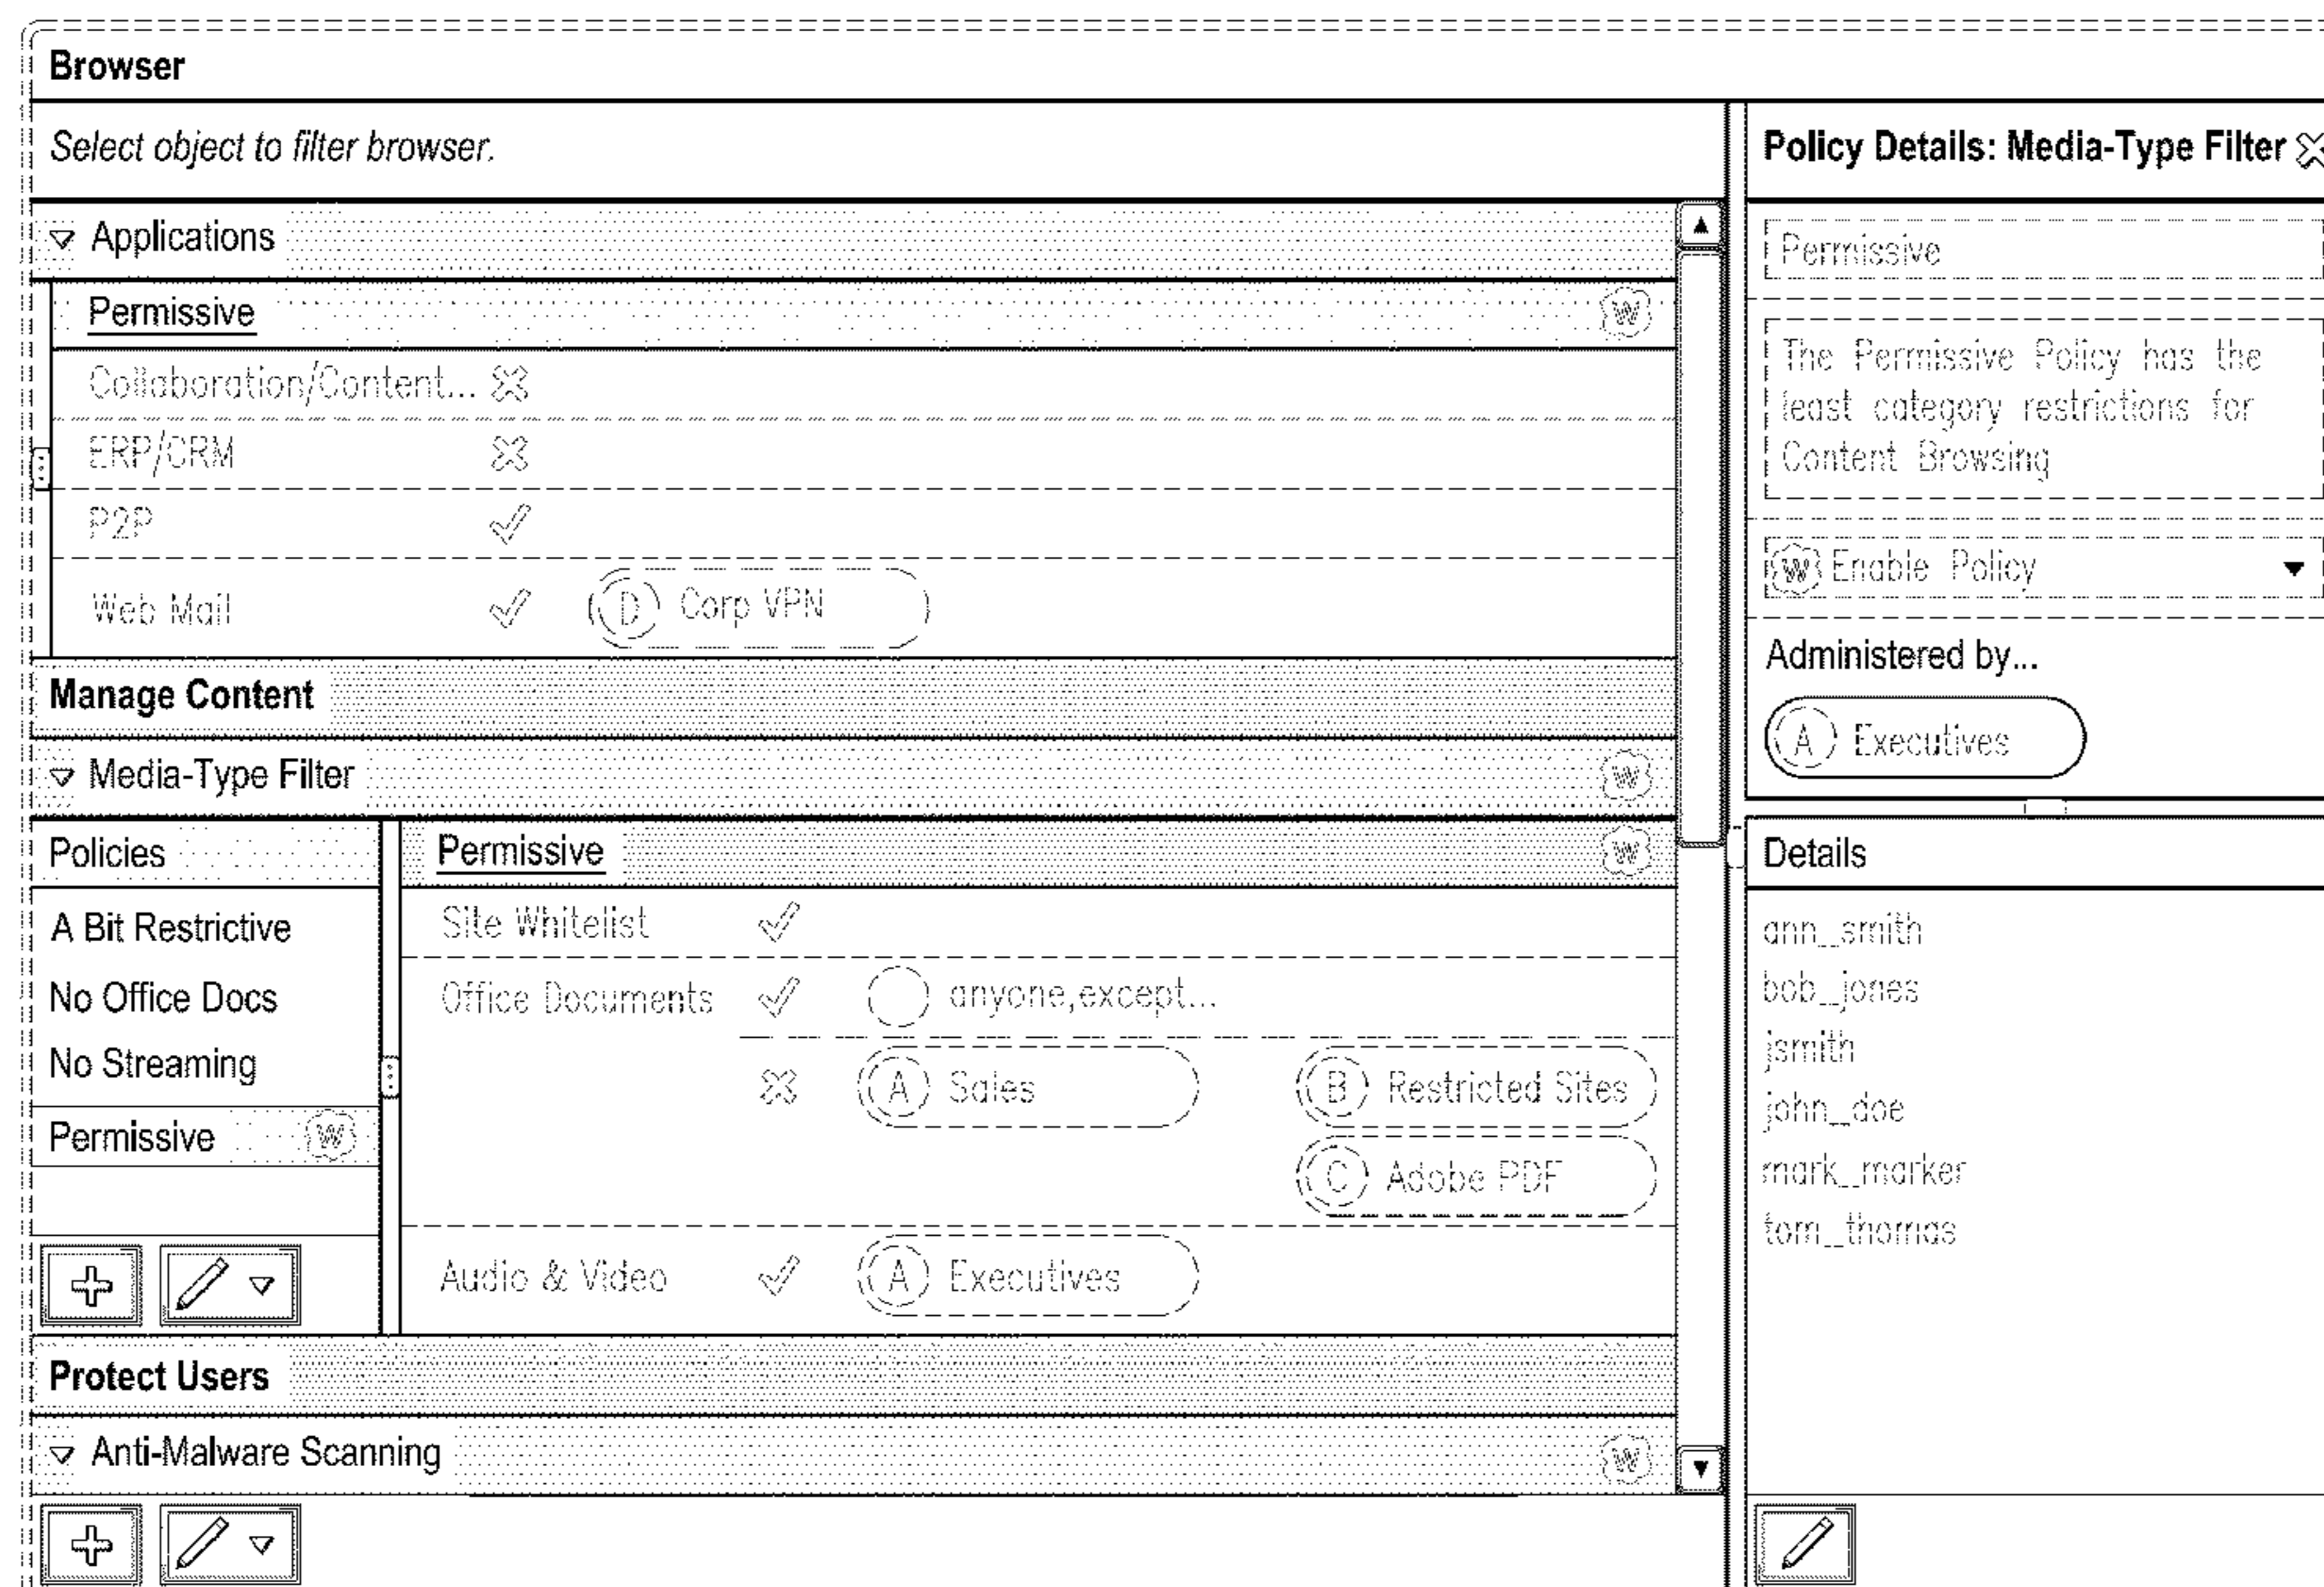 Browser
Select object to filter browser.
Applications
Permissive W
Collaboration/Content...
ERP/CRM
P2P
Web Mail D Corp VPN
Manage Content
Media-Type Filter W
Policies
A Bit Restrictive
No Office Docs
No Streaming
Permissive W
Permissive W
Site Whitelist
Office Documents anyone,except...
A Sales B Restricted Sites
C Adobe PDF
Audio & Video A Executives
Protect Users
Anti-Malware Scanning W
Policy Details: Media-Type Filter
Permissive
The Permissive Policy has the
least category restrictions for
Content Browsing
W Enable Policy
Administered by...
A Executives
Details
ann_smith
bob_jones
jsmith
john_doe
mark_marker
tom_thomas